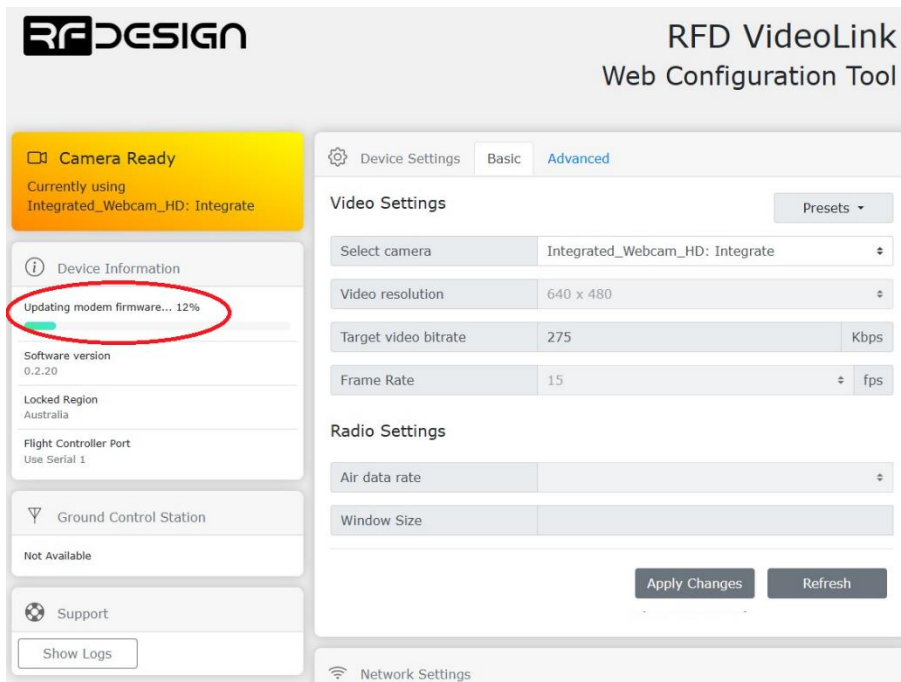 RFDESIGN
RFD VideoLink
Web Configuration Tool
Camera Ready
Currently using
Integrated_Webcam_HD: Integrate
Device Information
Updating modem firmware... 12%
Software version
0.2.20
Locked Region
Australia
Flight Controller Port
Use Serial 1
Ground Control Station
Not Available
Support
Show Logs
Device Settings Basic Advanced
Video Settings Presets
Select camera Integrated_Webcam_HD: Integrate
Video resolution 640 x 480
Target video bitrate 275 Kbps
Frame Rate 15 fps
Radio Settings
Air data rate
Window Size
Apply Changes Refresh
Network Settings